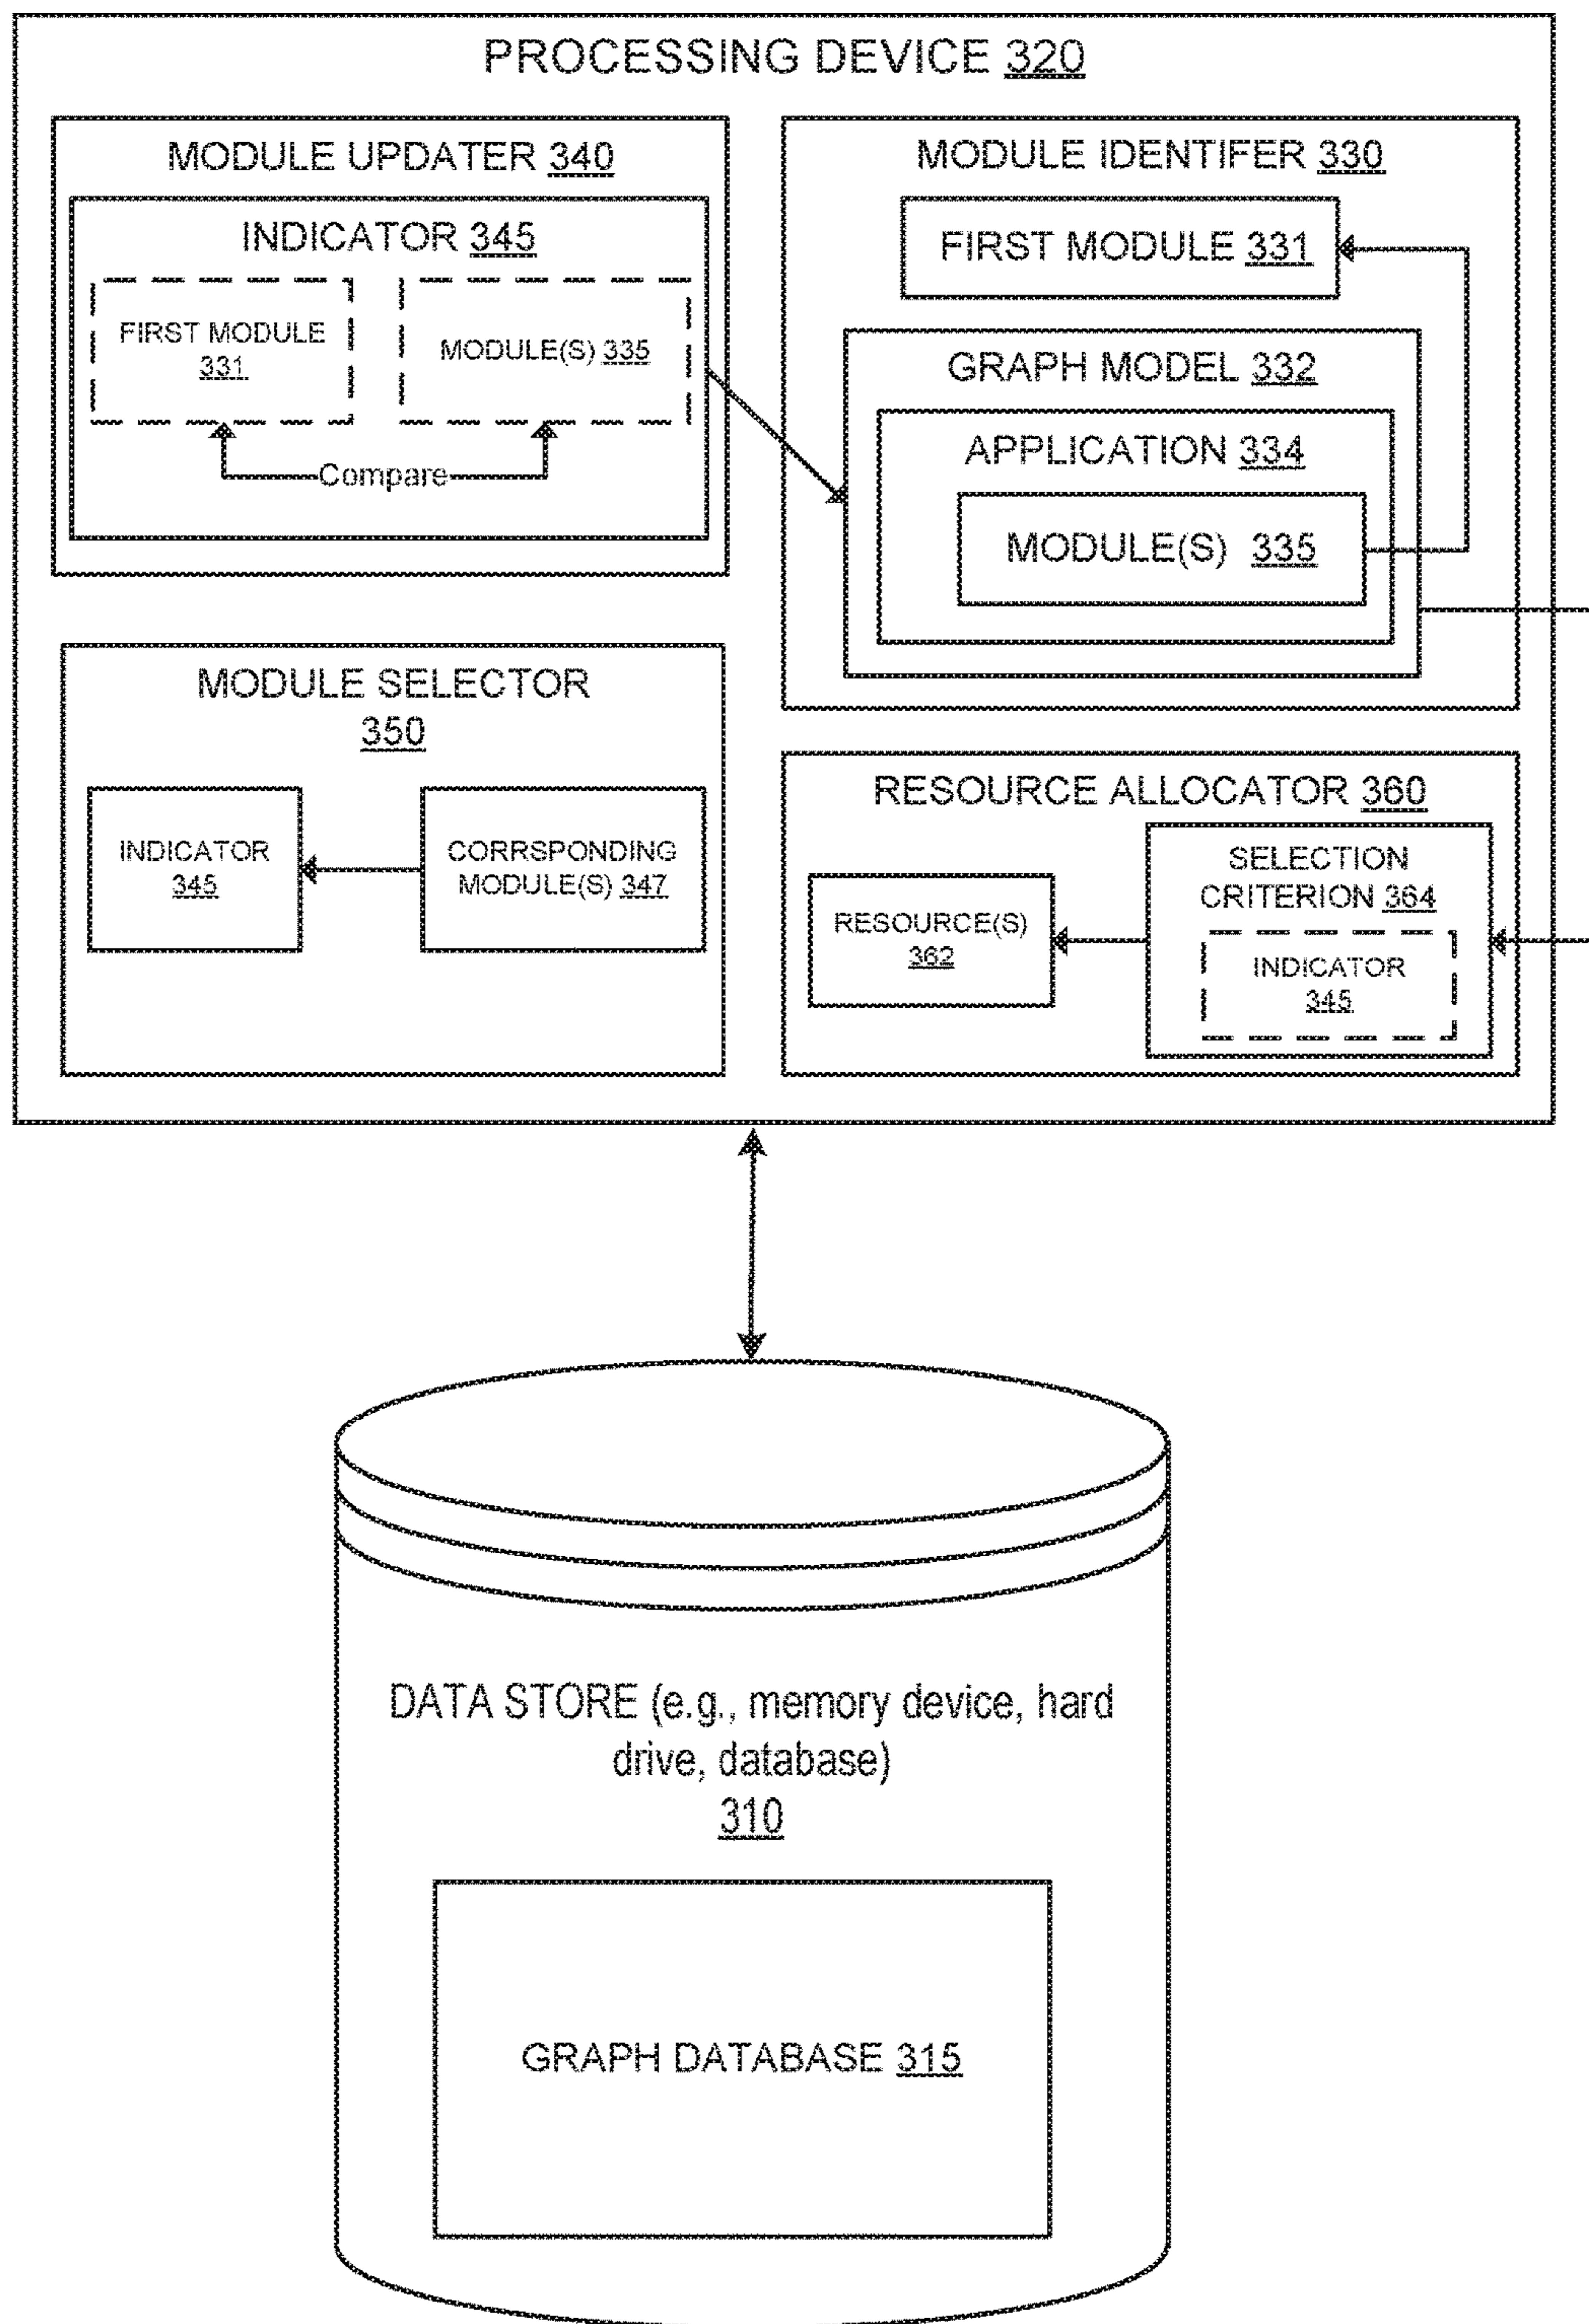 PROCESSING DEVICE 320
MODULE UPDATER 340
INDICATOR 345
FIRST MODULE
331
MODULE(S) 335
Compare
MODULE IDENTIFER 330
FIRST MODULE 331
GRAPH MODEL 332
APPLICATION 334
MODULE(S) 335
MODULE SELECTOR
350
INDICATOR
345
CORRSPONDING
MODULE(S) 347
RESOURCE ALLOCATOR 360
RESOURCE(S)
362
SELECTION
CRITERION 364
INDICATOR
345
DATA STORE (e.g., memory device, hard
drive, database)
310
GRAPH DATABASE 315